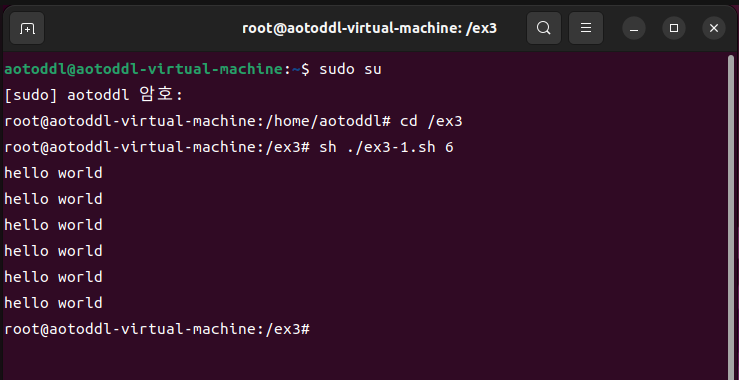 root@aotoddl-virtual-machine: /ex3
aotoddl@aotoddl-virtual-machine:~$ sudo su
[sudo] aotoddl 암호:
root@aotoddl-virtual-machine:/home/aotoddl# cd /ex3
root@aotoddl-virtual-machine:/ex3# sh ./ex3-1.sh 6
hello world
hello world
hello world
hello world
hello world
hello world
root@aotoddl-virtual-machine:/ex3#